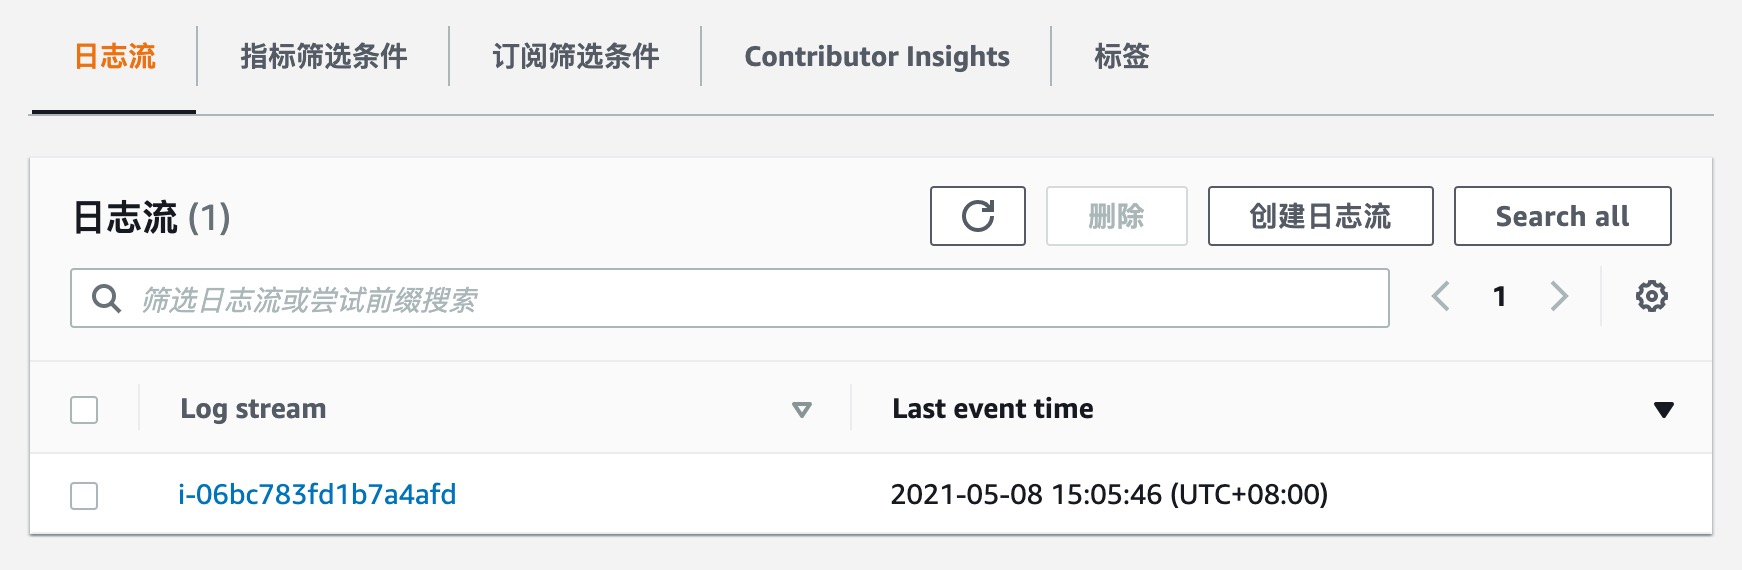 日志流 指标筛选条件 订阅筛选条件 Contributor Insights 标签
日志流 (1) 删除 创建日志流 Search all
筛选日志流或尝试前缀搜索 1
Log stream Last event time
i-06bc783fd1b7a4afd 2021-05-08 15:05:46 (UTC+08:00)